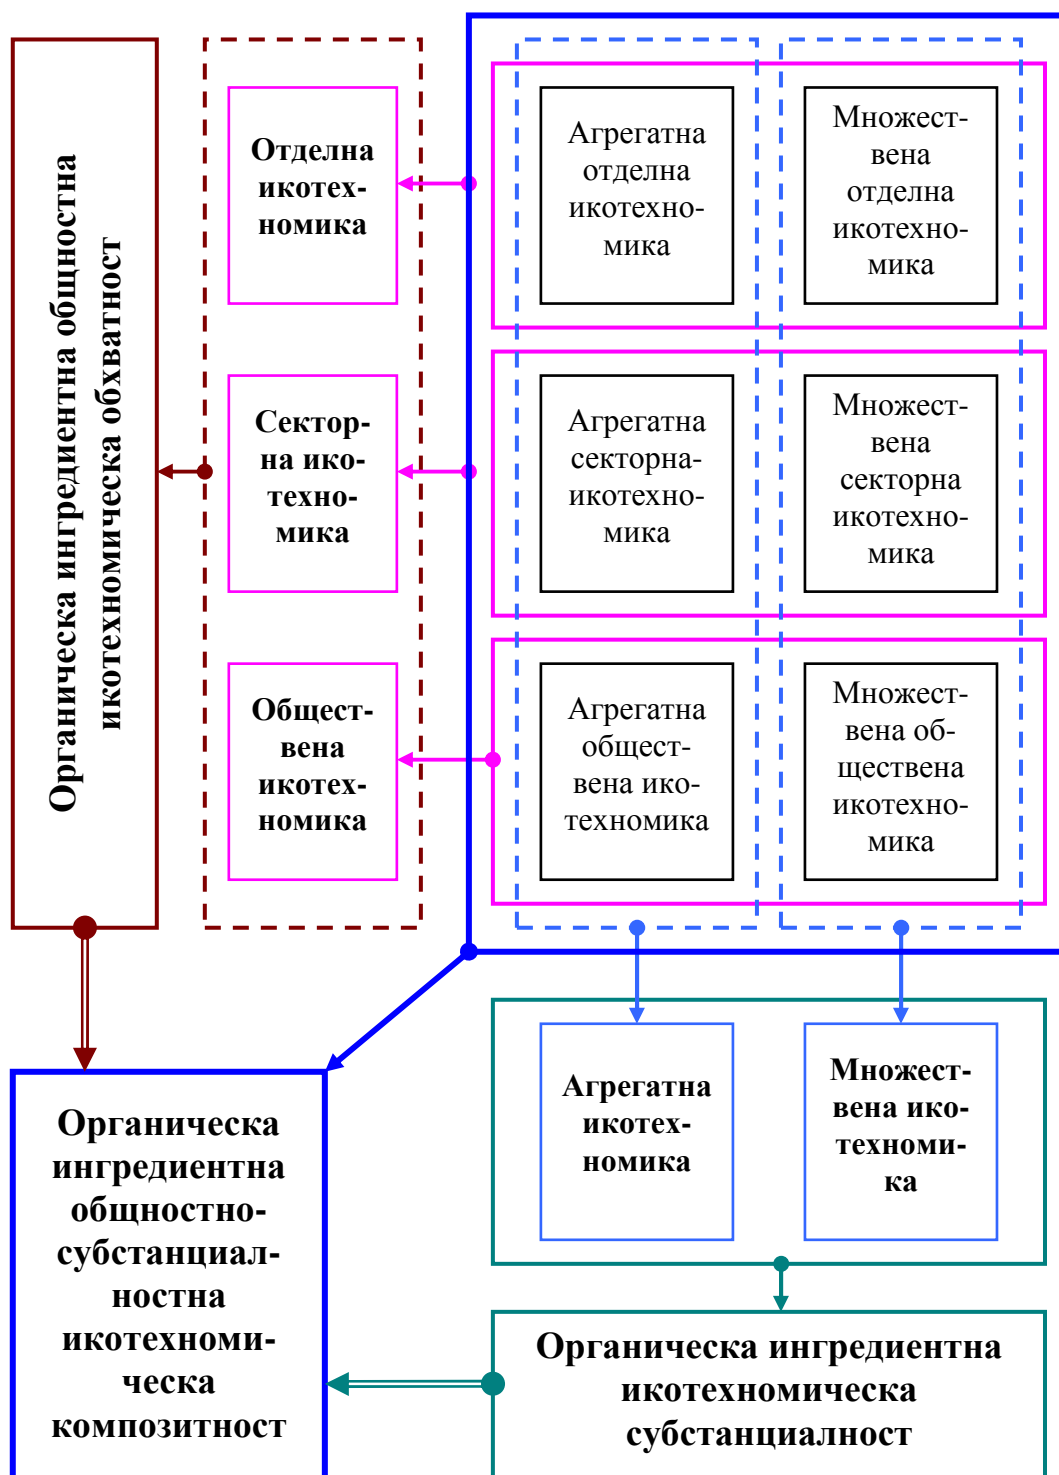 Органическа ингредиентна общностна
икотехномическа обхватност
Отделна
икотех-
номика
Агрегатна
отделна
икотехно-
мика
Множест-
вена
отделна
икотехно-
мика
Сектор-
на ико-
техно-
мика
Агрегатна
секторна-
икотехно-
мика
Множест-
вена
секторна
икотехно-
мика
Общест-
вена
икотех-
номика
Агрегатна
общест-
вена ико-
техномика
Множест-
вена об-
ществена
икотехно-
мика
Агрегатна
икотех-
номика
Множест-
вена ико-
техноми-
ка
Органическа
ингредиентна
общностно-
субстанциал-
ностна
икотехноми-
ческа
композитност
Органическа ингредиентна
икотехномическа
субстанциалност